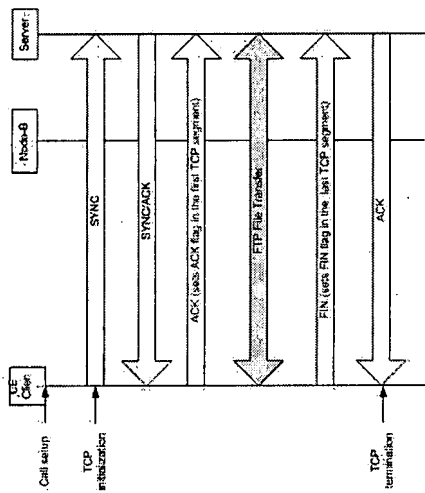 UE
Client
Node-B
Server
Call setup
TCP
initialization
SYNC
SYNC/ACK
ACK (sets ACK flag in the first TCP segment)
FTP File Transfer
FIN (sets FIN flag in the last TCP segment)
TCP
termination
ACK